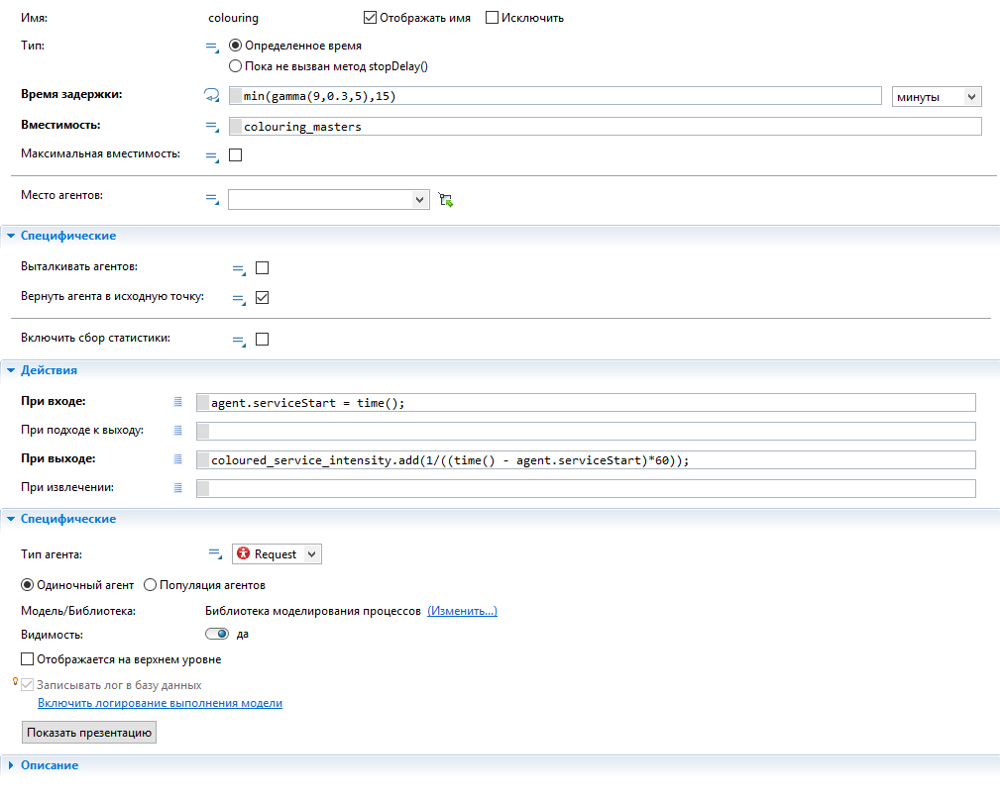 Имя: colouring Отображать имя Исключить
Тип: Определенное время
Пока не вызван метод stopDelay()
Время задержки: min(gamma(9,0.3,5),15) минуты
Вместимость: colouring_masters
Максимальная вместимость:
Место агентов:
Специфические
Выталкивать агентов:
Вернуть агента в исходную точку:
Включить сбор статистики:
Действия
При входе: agent.serviceStart = time();
При подходе к выходу:
При выходе: coloured_service_intensity.add(1/((time() - agent.serviceStart)*60));
При извлечении:
Специфические
Тип агента: Request
Одиночный агент Популяция агентов
Модель/Библиотека: Библиотека моделирования процессов (Изменить...)
Видимость: да
Отображается на верхнем уровне
Записывать лог в базу данных
Включить логирование выполнения модели
Показать презентацию
Описание